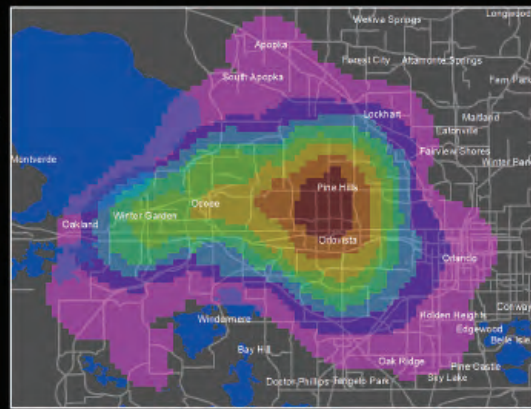 Wekiva Springs
Longwood
Apopka
Forest City
Altamonte Springs
South Apopka
Fern Park
Lockhart
Maitland
Eatonville
Montverde
Fairview Shores
Winter Park
Pine Hills
Ocoee
Winter Garden
Oakland
Orlovista
Orlando
Conway
Windermere
Holden Heights
Edgewood
Belle Isle
Bay Hill
Oak Ridge
Pine Castle
Doctor Phillips
Tangelo Park
Sky Lake